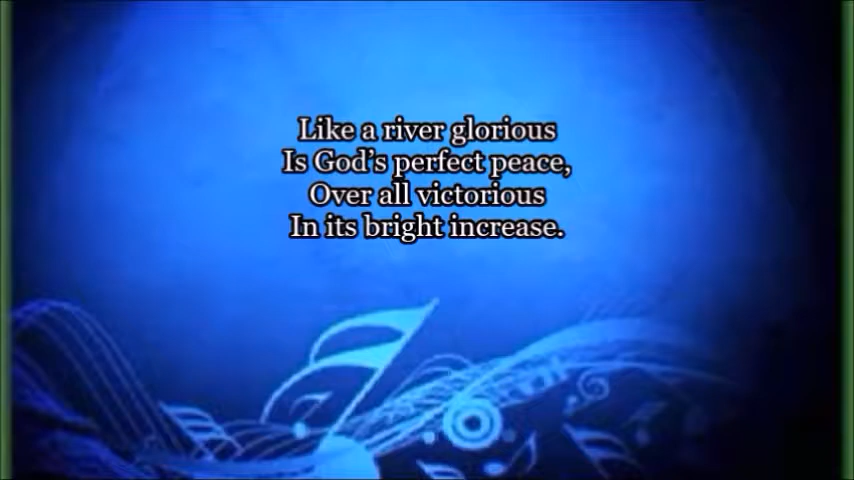 Like a river glorious
Is God’s perfect peace,
Over all victorious
In its bright increase.